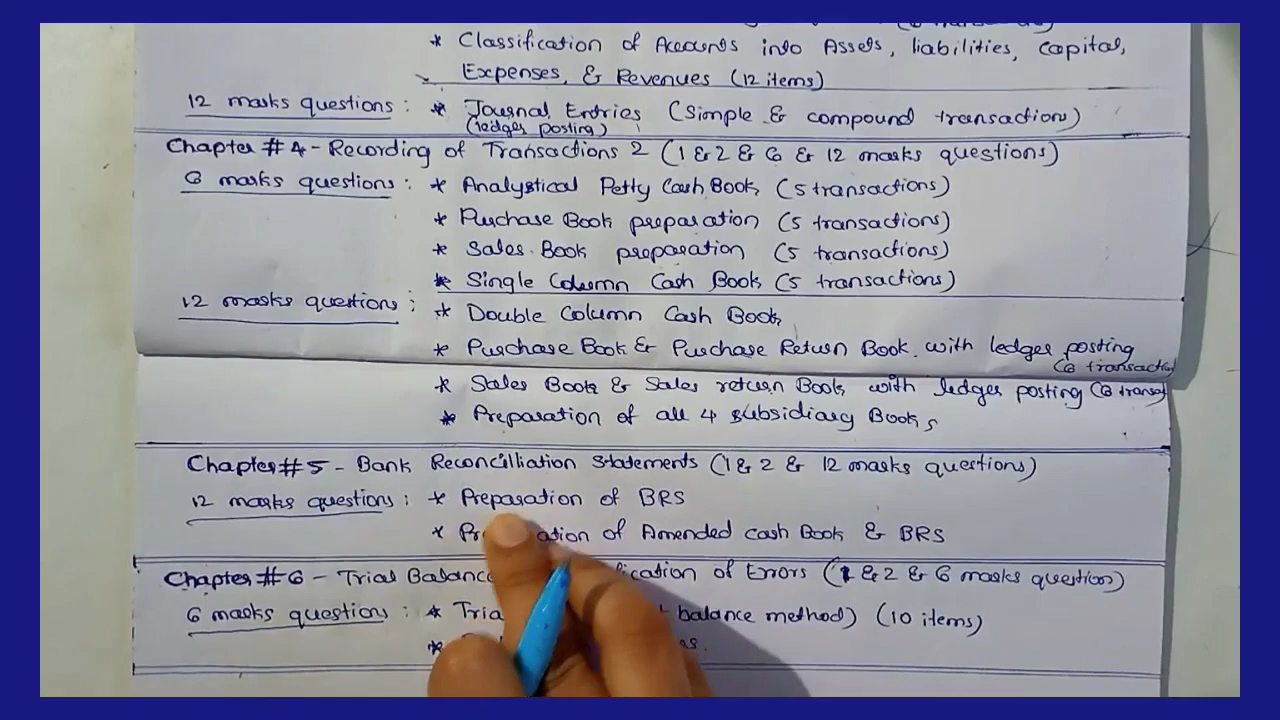 * Classification of Accounts into Assets, liabilities, Capital,
Expenses, & Revenues (12 items)
12 marks questions : * Journal Entries (Simple & compound transaction)
(ledger posting)
Chapter #4 - Recording of Transactions 2 (1 & 2 & 6 & 12 marks questions)
6 marks questions : * Analytical Petty Cash Book (5 transactions)
* Purchase Book preparation (5 transactions)
* Sales Book preparation (5 transactions)
* Single Column Cash Book (5 transactions)
12 marks questions : * Double Column Cash Book
* Purchase Book & Purchase Return Book with ledger posting
(6 transaction
* Sales Book & Sales return Book with ledger posting (6 transa
* Preparation of all 4 subsidiary Books
Chapter #5 - Bank Reconcilliation Statements (1 & 2 & 12 marks questions)
12 marks questions : * Preparation of BRS
* Pr ation of Amended cash Book & BRS
Chapter #6 - Trial Balance of Errors (1 & 2 & 6 marks question)
6 marks questions : * Tria balance method) (10 items)
*